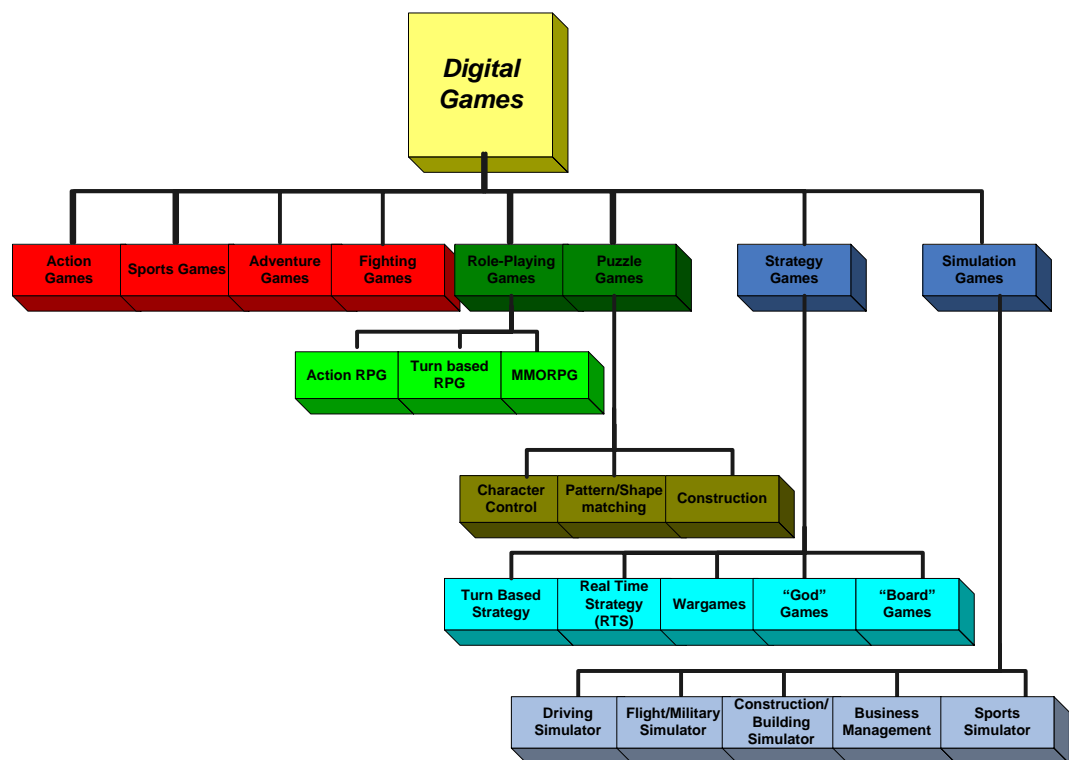 Digital
Games
Action
Games
Sports Games
Adventure
Games
Fighting
Games
Role-Playing
Games
Puzzle
Games
Strategy
Games
Simulation
Games
Action RPG
Turn based
RPG
MMORPG
Character
Control
Pattern/Shape
matching
Construction
Turn Based
Strategy
Real Time
Strategy
(RTS)
Wargames
“God”
Games
“Board”
Games
Driving
Simulator
Flight/Military
Simulator
Construction/
Building
Simulator
Business
Management
Sports
Simulator